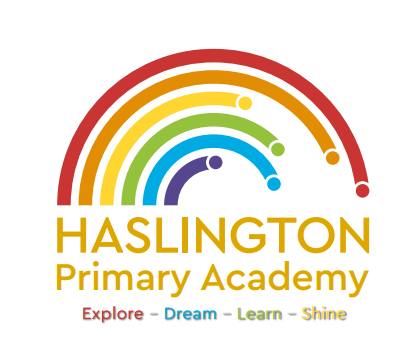 HASLINGTON
Primary Academy
Explore – Dream – Learn – Shine